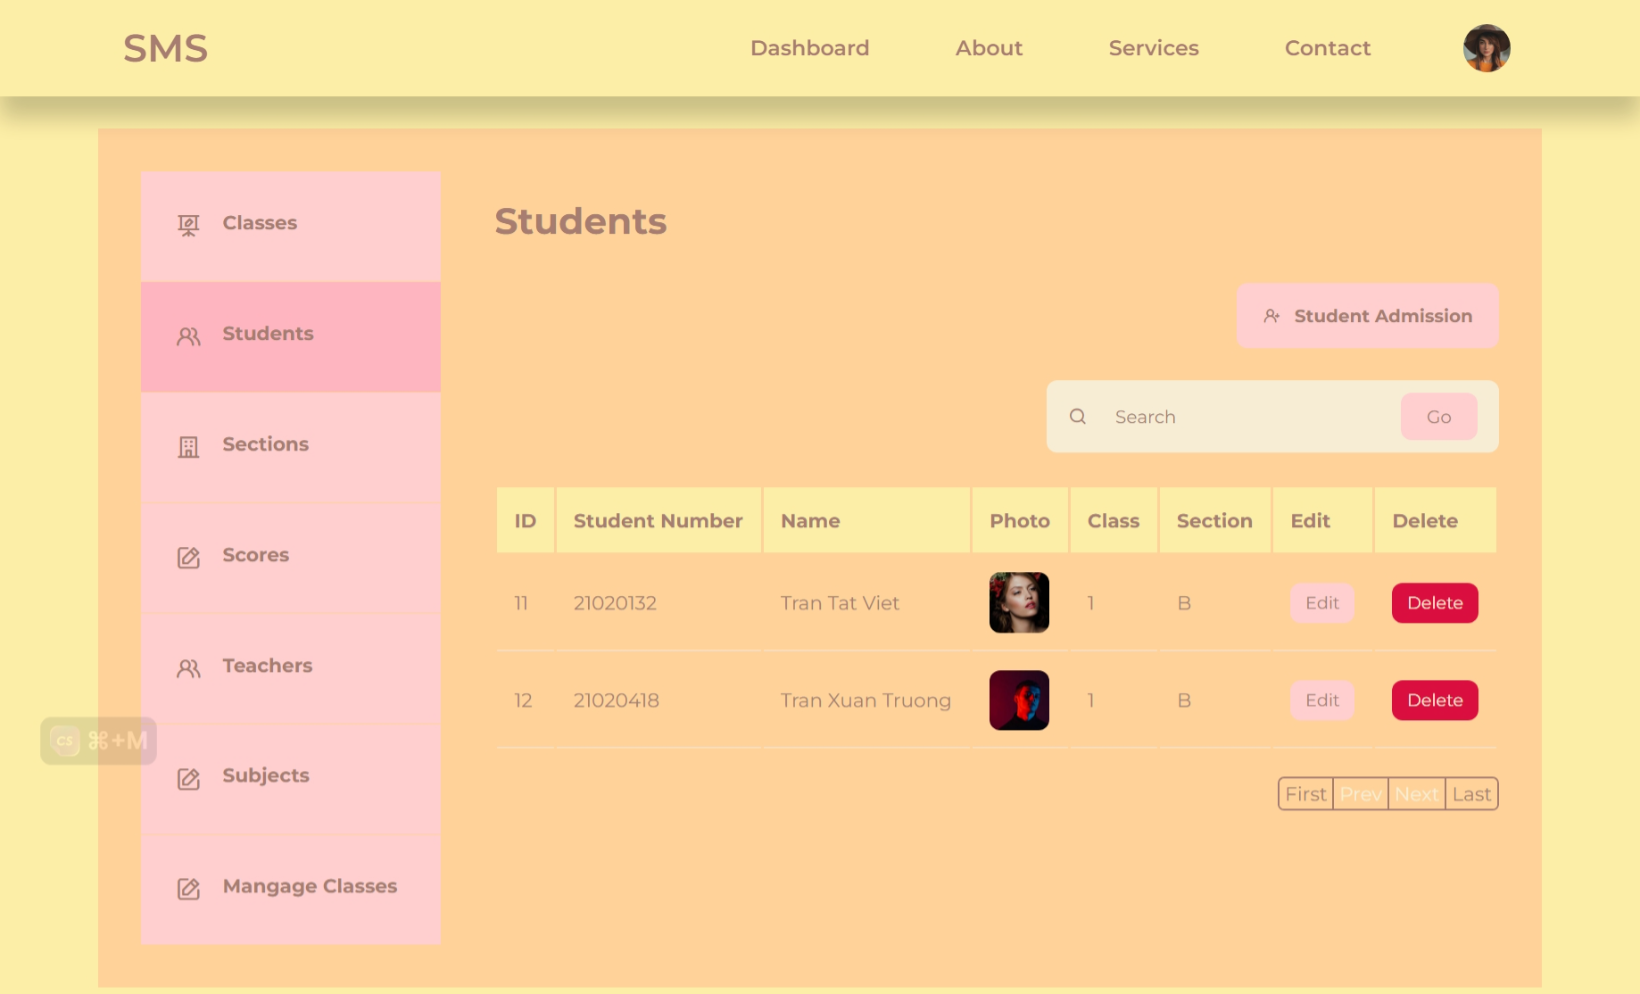 SMS Dashboard About Services Contact
Classes
Students
Sections
Scores
Teachers
Subjects
Mangage Classes
cs ⌘+M
Students
Student Admission
Search Go
ID Student Number Name Photo Class Section Edit Delete
11 21020132 Tran Tat Viet 1 B Edit Delete
12 21020418 Tran Xuan Truong 1 B Edit Delete
First Prev Next Last